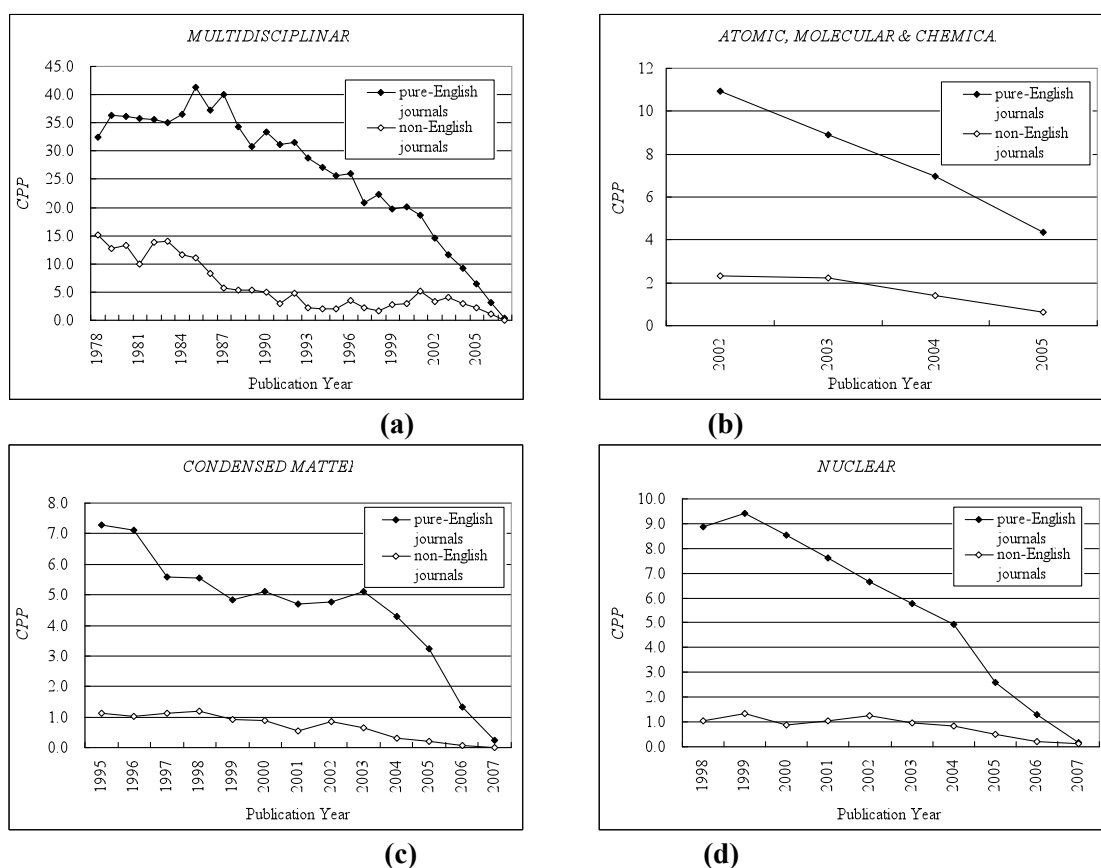 MULTIDISCIPLINAR
45.0
40.0
35.0
30.0
25.0
20.0
15.0
10.0
5.0
0.0
CPP
pure-English
journals
non-English
journals
1978
1981
1984
1987
1990
1993
1996
1999
2002
2005
Publication Year
(a)
ATOMIC, MOLECULAR & CHEMICA.
12
10
8
6
4
2
0
CPP
pure-English
journals
non-English
journals
2002
2003
2004
2005
Publication Year
(b)
CONDENSED MATTEI
8.0
7.0
6.0
5.0
4.0
3.0
2.0
1.0
0.0
CPP
pure-English
journals
non-English
journals
1995
1996
1997
1998
1999
2000
2001
2002
2003
2004
2005
2006
2007
Publication Year
(c)
NUCLEAR
10.0
9.0
8.0
7.0
6.0
5.0
4.0
3.0
2.0
1.0
0.0
CPP
pure-English
journals
non-English
journals
1998
1999
2000
2001
2002
2003
2004
2005
2006
2007
Publication Year
(d)